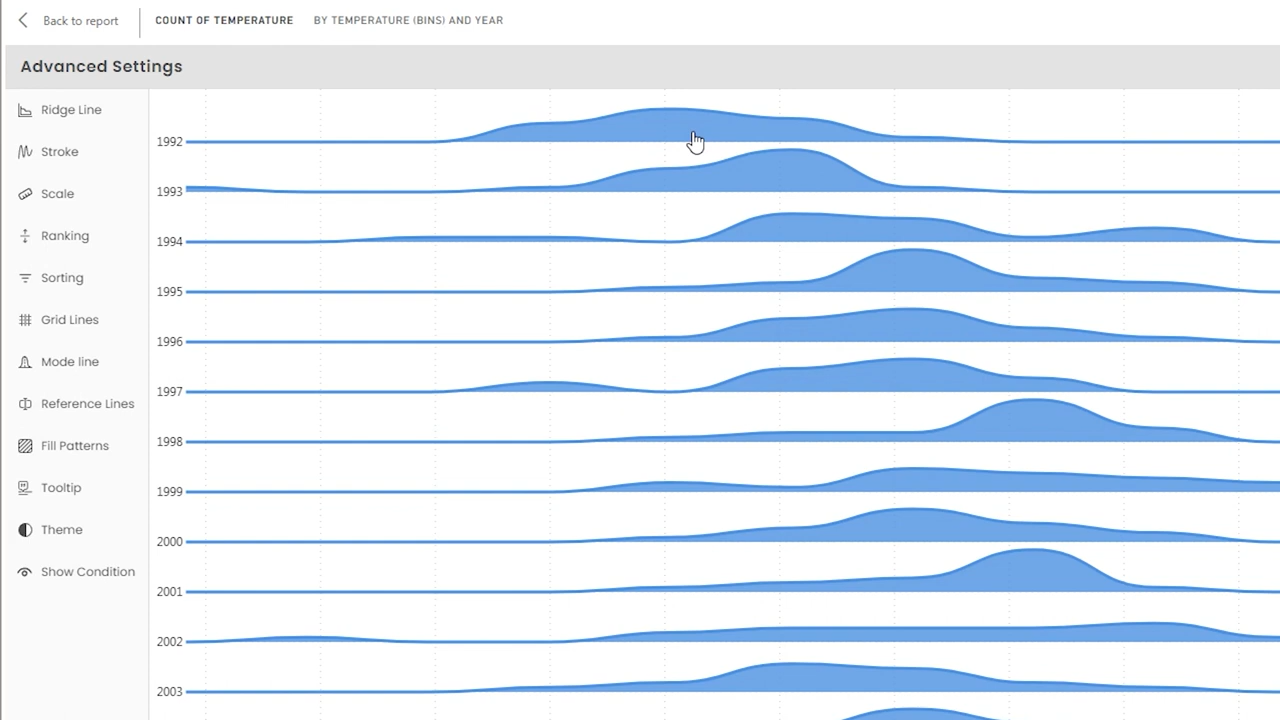 Back to report
COUNT OF TEMPERATURE
BY TEMPERATURE (BINS) AND YEAR
Advanced Settings
Ridge Line
Stroke
Scale
Ranking
Sorting
Grid Lines
Mode line
Reference Lines
Fill Patterns
Tooltip
Theme
Show Condition
1992
1993
1994
1995
1996
1997
1998
1999
2000
2001
2002
2003